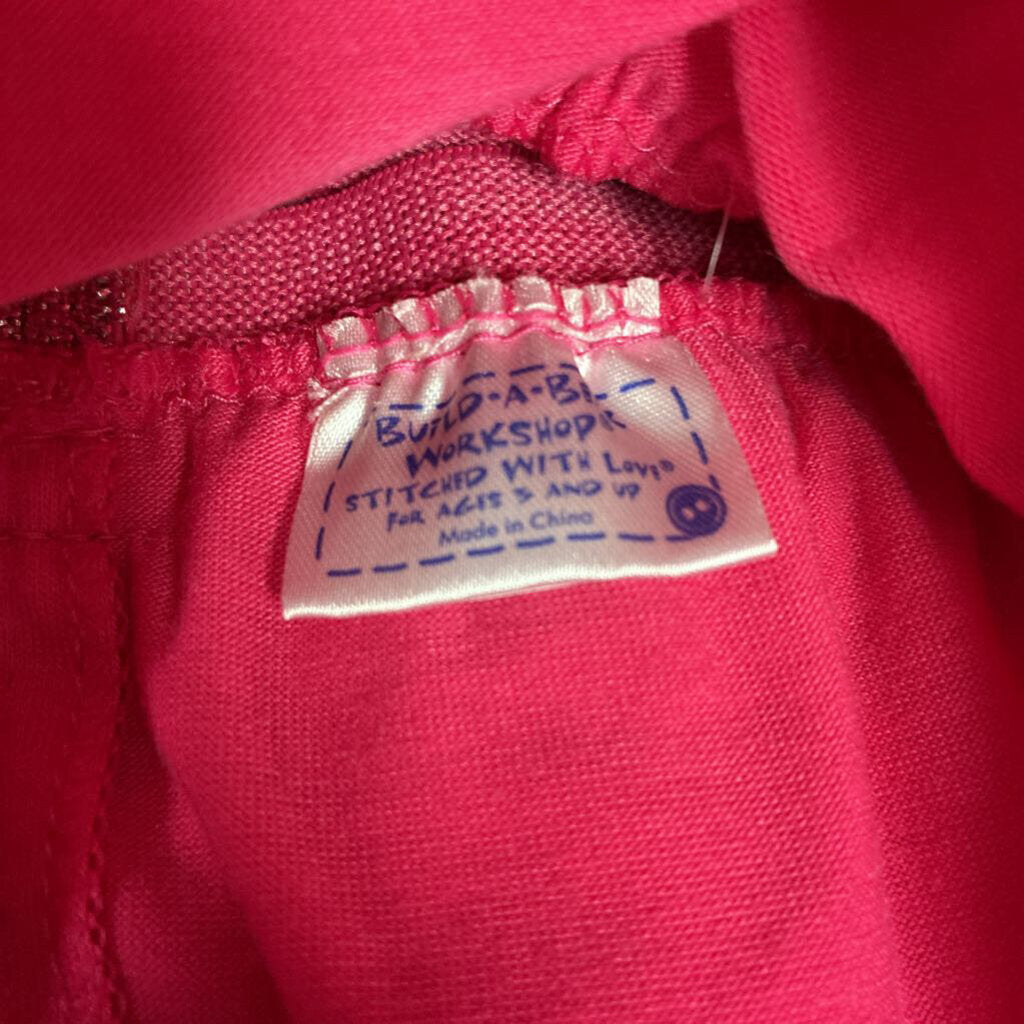 BUILD-A-BE
WORKSHOP®
STITCHED WITH LOVE®
FOR AGES 3 AND UP
Made in China